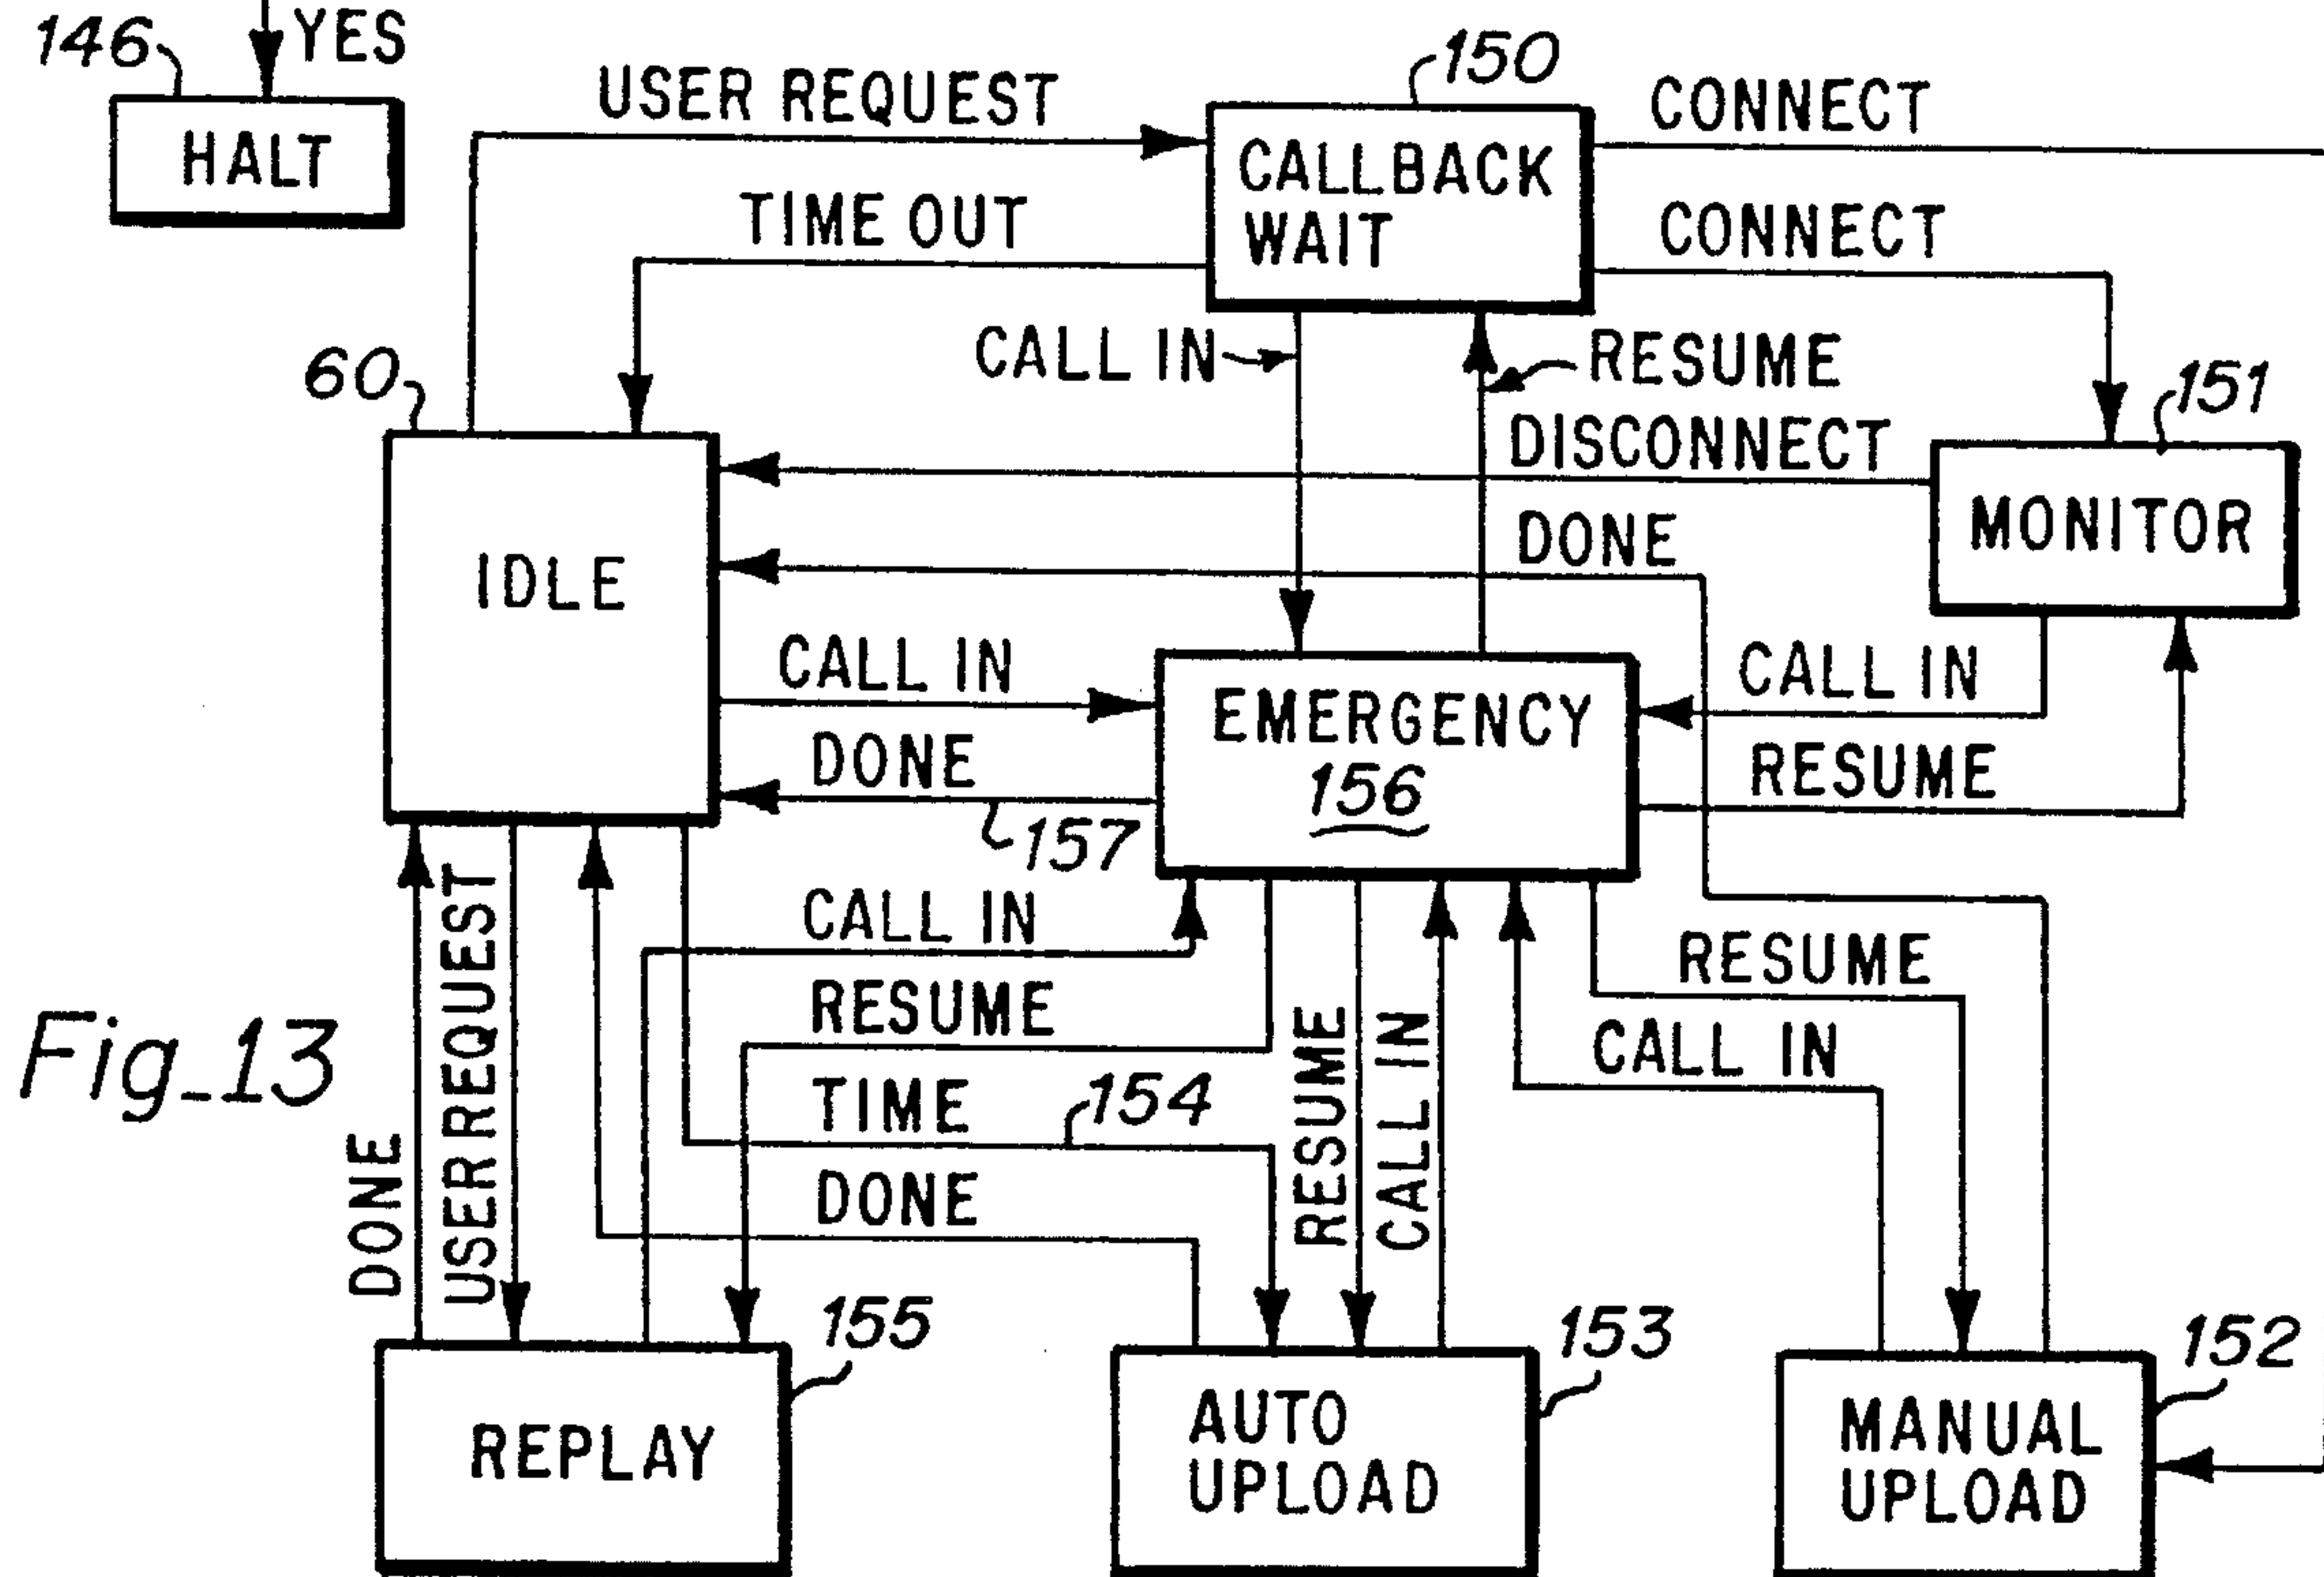 146
YES
HALT
USER REQUEST
150
CONNECT
CALLBACK
WAIT
TIME OUT
CONNECT
60
CALL IN
RESUME
151
DISCONNECT
MONITOR
IDLE
DONE
CALL IN
EMERGENCY
156
CALL IN
DONE
157
RESUME
CALL IN
RESUME
RESUME
CALL IN
Fig_13
DONE
USER REQUEST
TIME
154
RESUME
CALL IN
DONE
155
REPLAY
153
AUTO
UPLOAD
152
MANUAL
UPLOAD